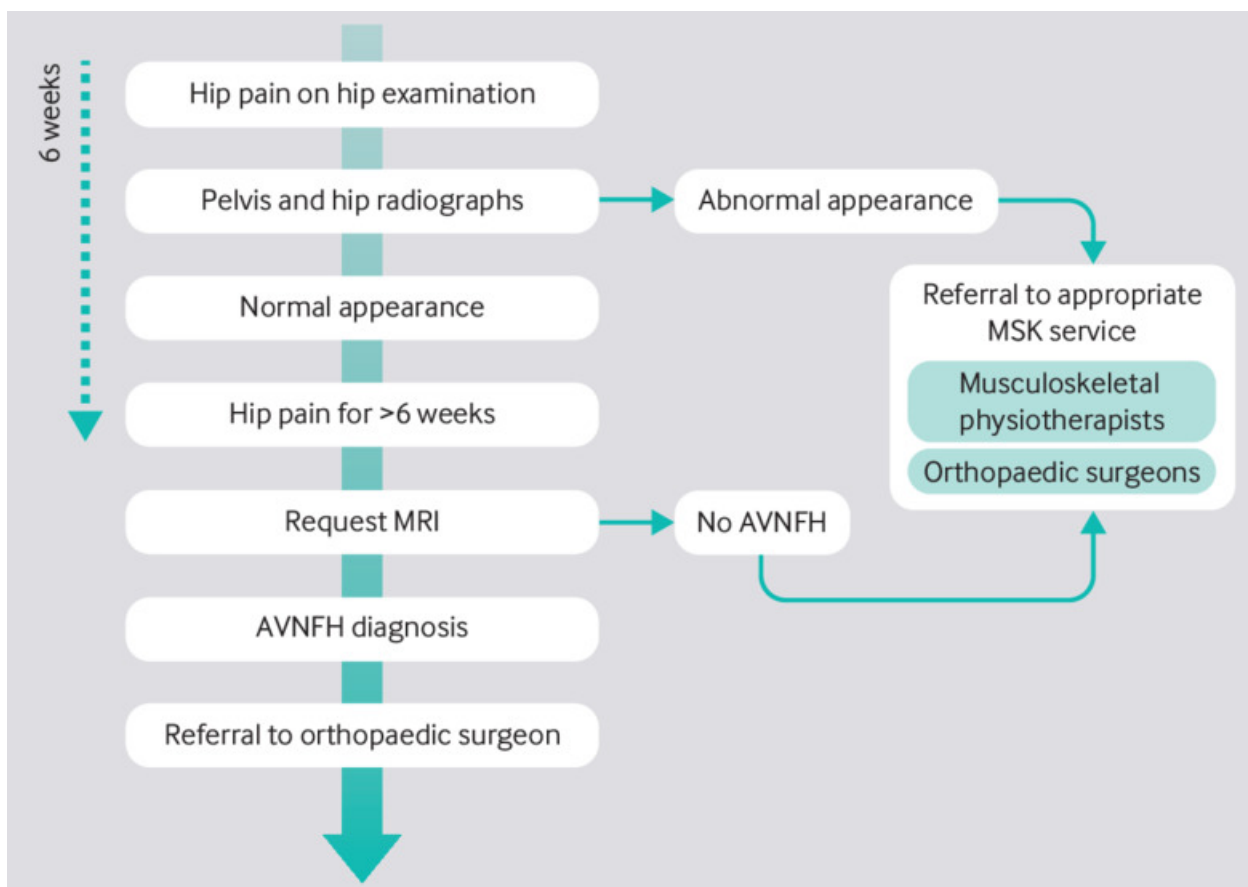 6 weeks
Hip pain on hip examination
Pelvis and hip radiographs
Abnormal appearance
Normal appearance
Referral to appropriate
MSK service
Musculoskeletal
physiotherapists
Orthopaedic surgeons
Hip pain for >6 weeks
Request MRI
No AVNFH
AVNFH diagnosis
Referral to orthopaedic surgeon